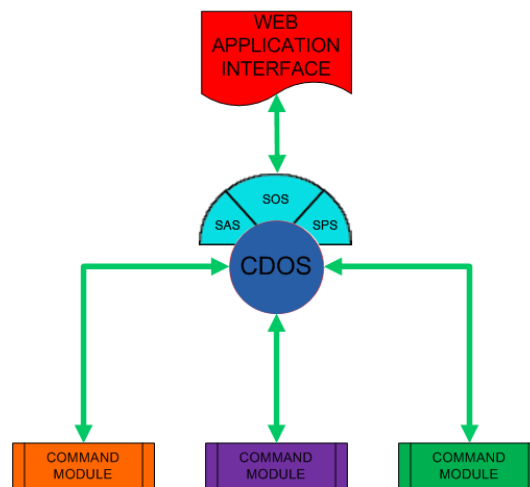 WEB
APPLICATION
INTERFACE
SOS
SAS
SPS
CDOS
COMMAND
MODULE
COMMAND
MODULE
COMMAND
MODULE